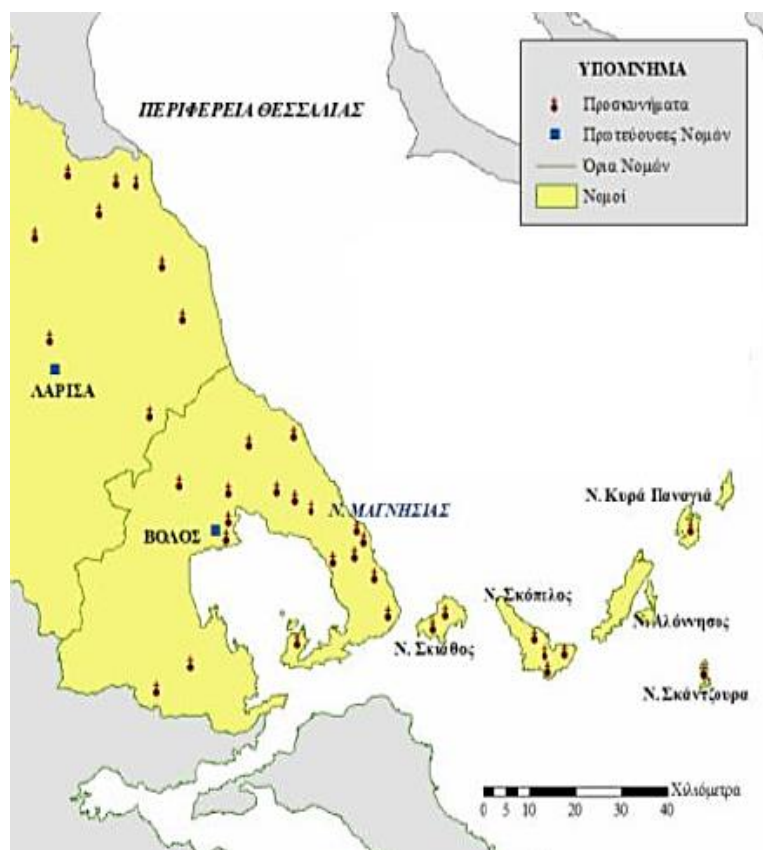 ΠΕΡΙΦΕΡΕΙΑ ΘΕΣΣΑΛΙΑΣ
ΥΠΟΜΝΗΜΑ
Προσκυνήματα
Πρωτεύουσες Νομών
Όρια Νομών
Νομοί
ΛΑΡΙΣΑ
Ν. ΜΑΓΝΗΣΙΑΣ
ΒΟΛΟΣ
Ν. Κυρά Παναγιά
Ν. Σκόπελος
Ν. Αλόννησος
Ν. Σκιάθος
Ν. Σκάντζουρα
Χιλιόμετρα
0 5 10 20 30 40